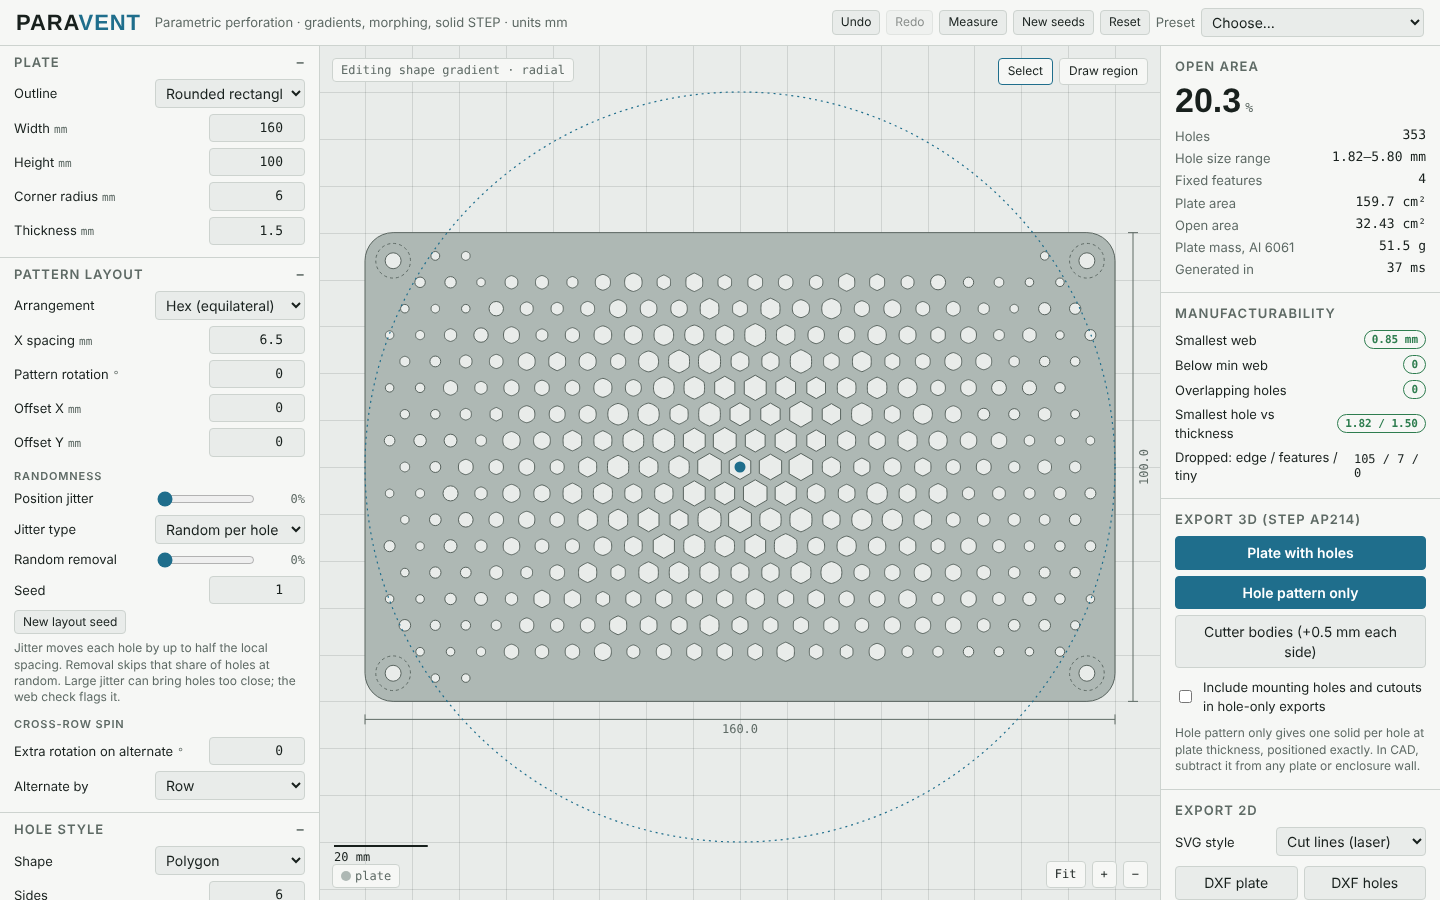 PARAVENT
Parametric perforation · gradients, morphing, solid STEP · units mm
Undo
Redo
Measure
New seeds
Reset
Preset
Choose...
PLATE
−
Outline
Rounded rectangl
Width mm
160
Height mm
100
Corner radius mm
6
Thickness mm
1.5
PATTERN LAYOUT
−
Arrangement
Hex (equilateral)
X spacing mm
6.5
Pattern rotation °
0
Offset X mm
0
Offset Y mm
0
RANDOMNESS
Position jitter
0%
Jitter type
Random per hole
Random removal
0%
Seed
1
New layout seed
Jitter moves each hole by up to half the local
spacing. Removal skips that share of holes at
random. Large jitter can bring holes too close; the
web check flags it.
CROSS-ROW SPIN
Extra rotation on alternate °
0
Alternate by
Row
HOLE STYLE
−
Shape
Polygon
Sides
6
Editing shape gradient · radial
Select
Draw region
100.0
160.0
20 mm
plate
Fit
+
−
OPEN AREA
20.3 %
Holes
353
Hole size range
1.82–5.80 mm
Fixed features
4
Plate area
159.7 cm²
Open area
32.43 cm²
Plate mass, Al 6061
51.5 g
Generated in
37 ms
MANUFACTURABILITY
Smallest web
0.85 mm
Below min web
0
Overlapping holes
0
Smallest hole vs
thickness
1.82 / 1.50
Dropped: edge / features /
tiny
105 / 7 /
0
EXPORT 3D (STEP AP214)
Plate with holes
Hole pattern only
Cutter bodies (+0.5 mm each
side)
Include mounting holes and cutouts
in hole-only exports
Hole pattern only gives one solid per hole at
plate thickness, positioned exactly. In CAD,
subtract it from any plate or enclosure wall.
EXPORT 2D
SVG style
Cut lines (laser)
DXF plate
DXF holes